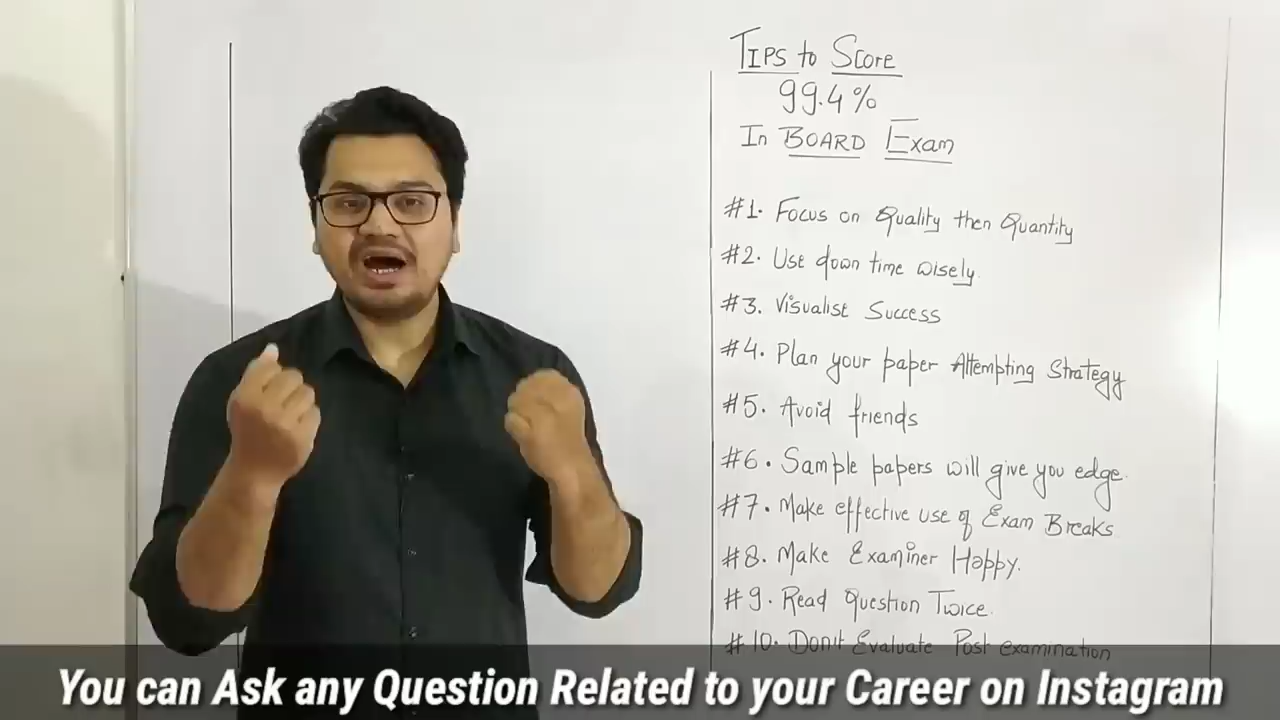 TIPS to Score
99.4%
In BOARD Exam
#1. Focus on Quality then Quantity
#2. Use down time wisely.
#3. Visualist Success
#4. Plan your paper Attempting Strategy
#5. Avoid friends
#6. Sample papers will give you edge.
#7. Make effective use of Exam Breaks
#8. Make Examiner Happy.
#9. Read Question Twice.
#10. Don't Evaluate Post examination
You can Ask any Question Related to your Career on Instagram